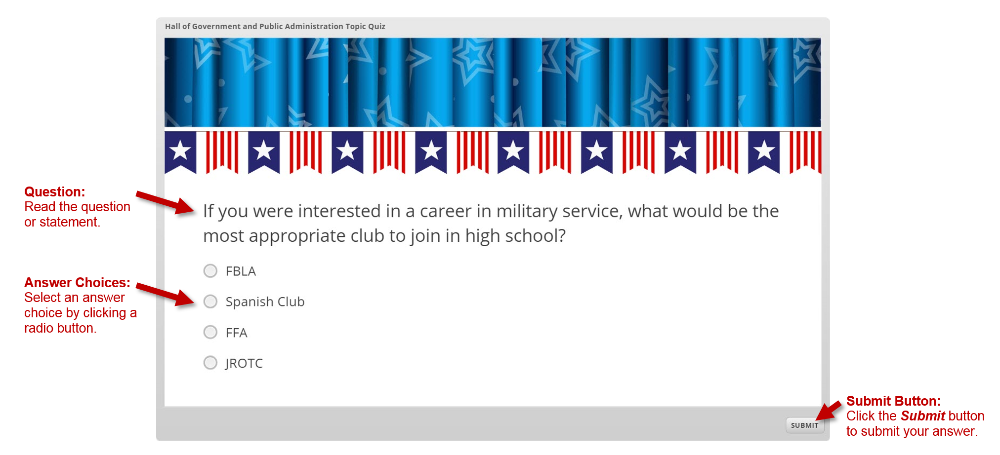 Hall of Government and Public Administration Topic Quiz
Question:
Read the question
or statement.
If you were interested in a career in military service, what would be the
most appropriate club to join in high school?
Answer Choices:
Select an answer
choice by clicking a
radio button.
FBLA
Spanish Club
FFA
JROTC
Submit Button:
Click the Submit button
to submit your answer.
SUBMIT